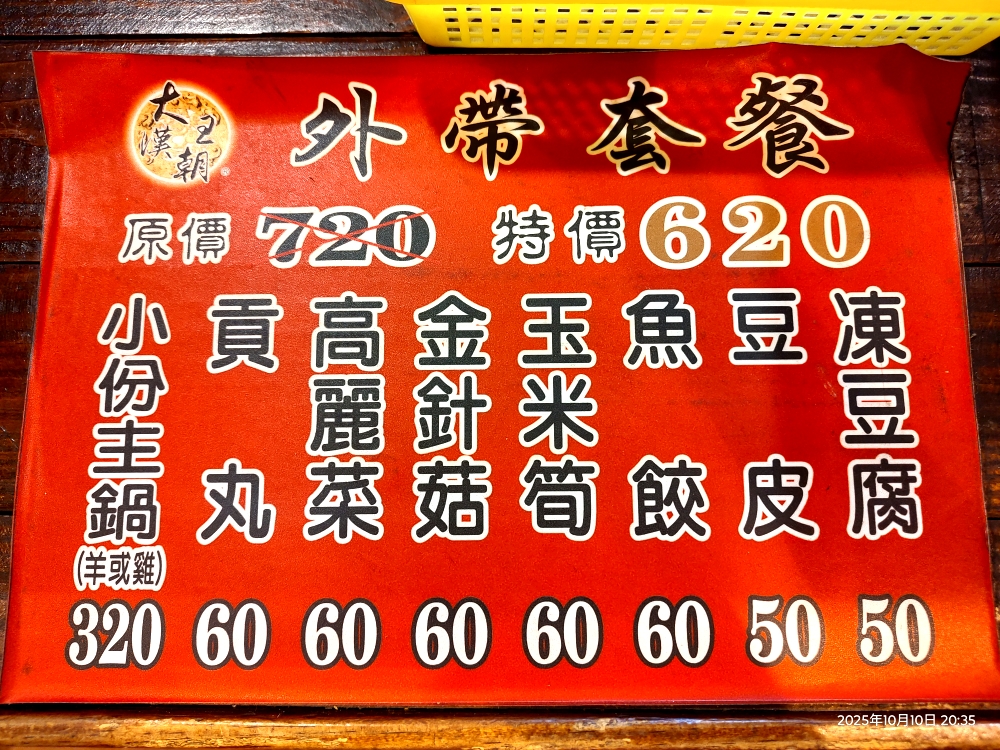 大漢王朝®
外帶套餐
原價 720 特價 620
小份主鍋(羊或雞) 320
貢丸 60
高麗菜 60
金針菇 60
玉米筍 60
魚餃 60
豆皮 50
凍豆腐 50
2025年10月10日 20:35